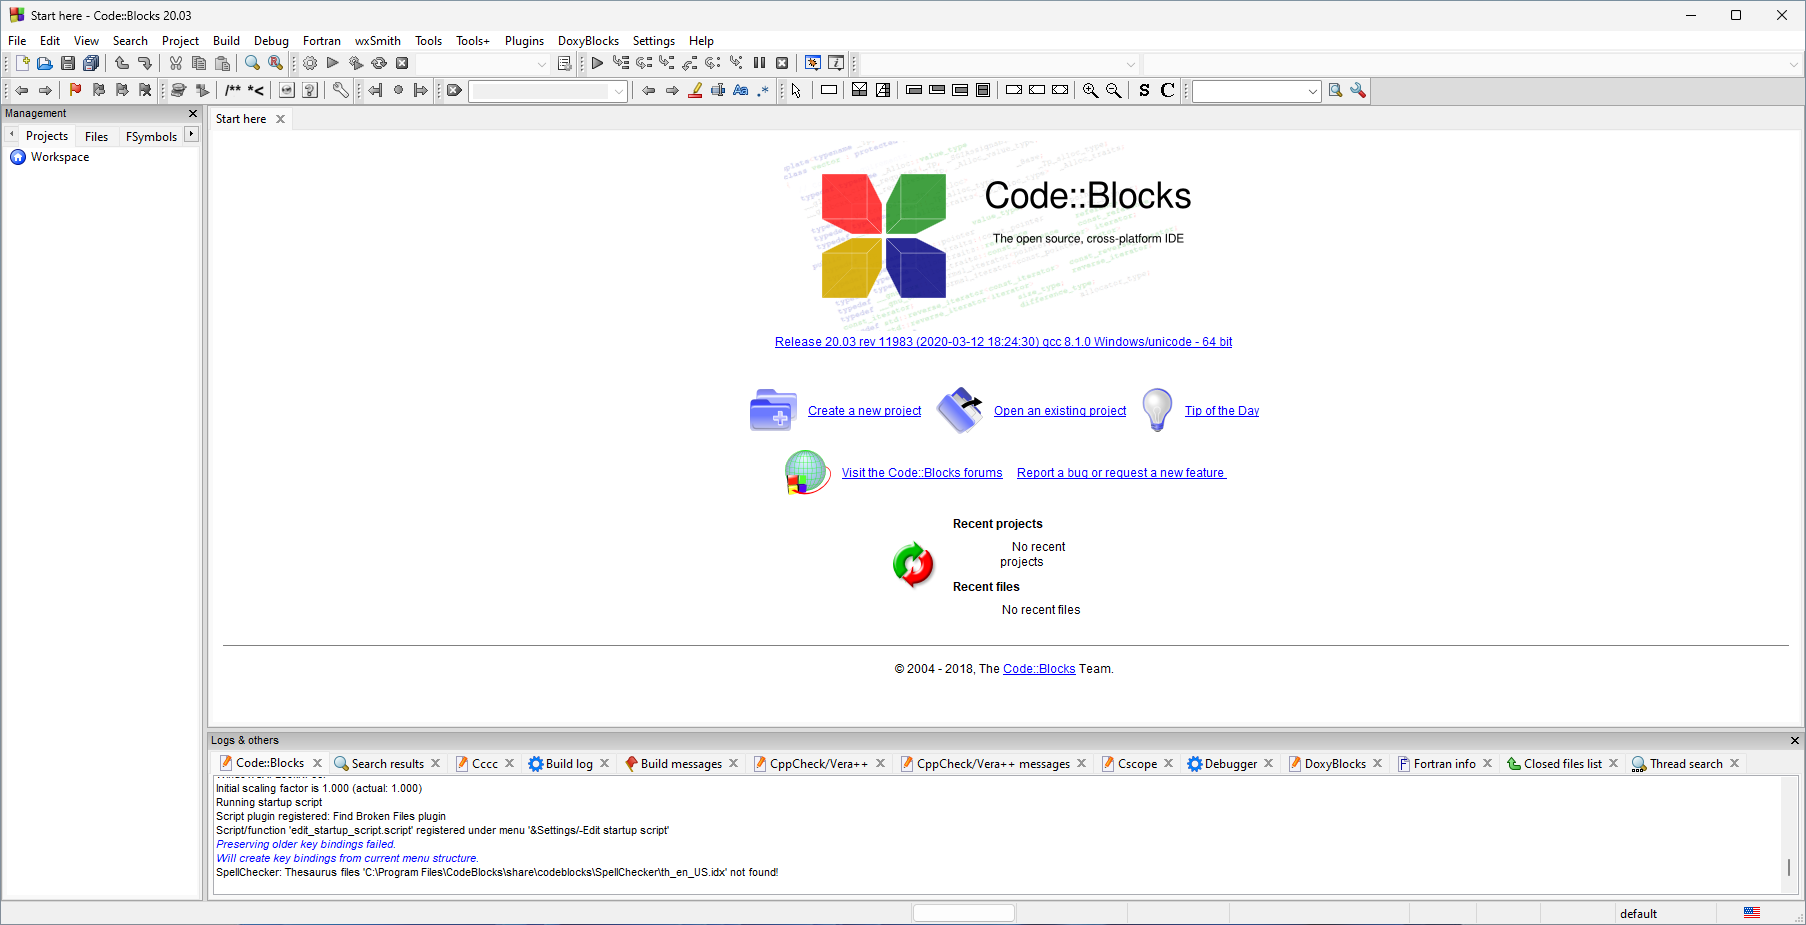 Start here - Code::Blocks 20.03
File Edit View Search Project Build Debug Fortran wxSmith Tools Tools+ Plugins DoxyBlocks Settings Help
/** *<
Aa .*
S C
Management
Projects Files FSymbols
Workspace
Start here
Code::Blocks
The open source, cross-platform IDE
Release 20.03 rev 11983 (2020-03-12 18:24:30) gcc 8.1.0 Windows/unicode - 64 bit
Create a new project Open an existing project Tip of the Day
Visit the Code::Blocks forums Report a bug or request a new feature
Recent projects
No recent
projects
Recent files
No recent files
© 2004 - 2018, The Code::Blocks Team.
Logs & others
Code::Blocks Search results Cccc Build log Build messages CppCheck/Vera++ CppCheck/Vera++ messages Cscope Debugger DoxyBlocks Fortran info Closed files list Thread search
Initial scaling factor is 1.000 (actual: 1.000)
Running startup script
Script plugin registered: Find Broken Files plugin
Script/function 'edit_startup_script.script' registered under menu '&Settings/-Edit startup script'
Preserving older key bindings failed.
Will create key bindings from current menu structure.
SpellChecker: Thesaurus files 'C:\Program Files\CodeBlocks\share\codeblocks\SpellChecker\th_en_US.idx' not found!
default